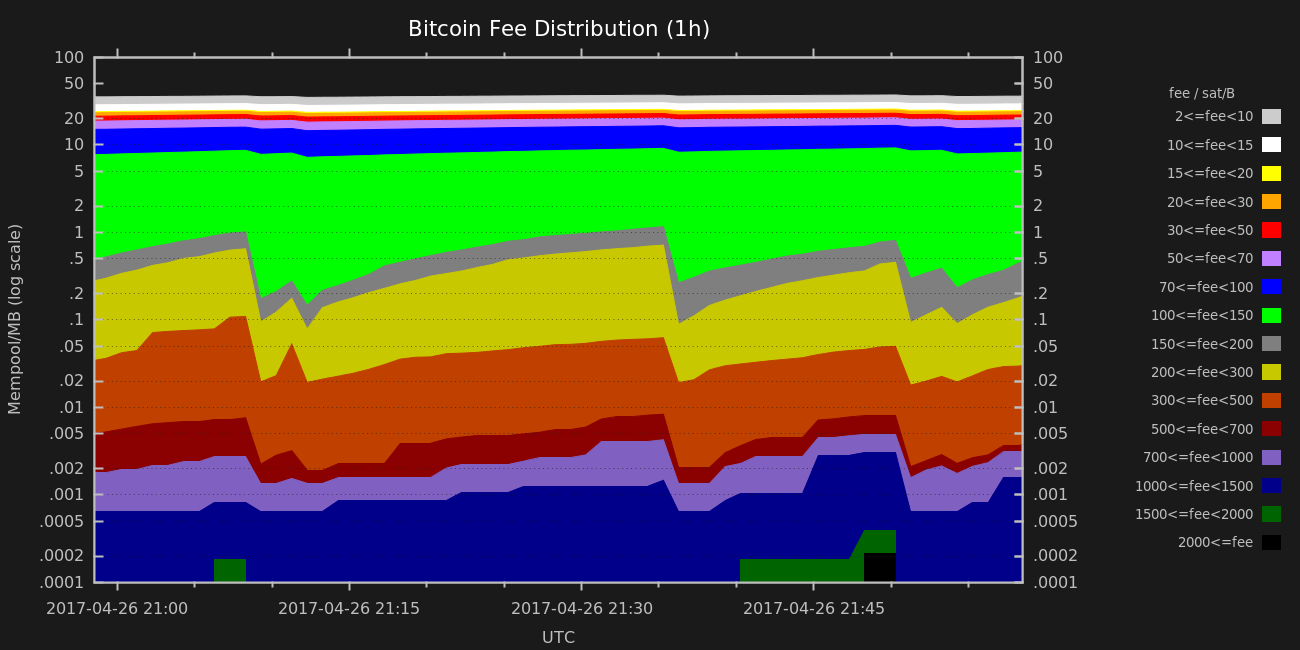 Bitcoin Fee Distribution (1h)
Mempool/MB (log scale)
100
50
20
10
5
2
1
.5
.2
.1
.05
.02
.01
.005
.002
.001
.0005
.0002
.0001
100
50
20
10
5
2
1
.5
.2
.1
.05
.02
.01
.005
.002
.001
.0005
.0002
.0001
2017-04-26 21:00 2017-04-26 21:15 2017-04-26 21:30 2017-04-26 21:45
UTC
fee / sat/B
2<=fee<10
10<=fee<15
15<=fee<20
20<=fee<30
30<=fee<50
50<=fee<70
70<=fee<100
100<=fee<150
150<=fee<200
200<=fee<300
300<=fee<500
500<=fee<700
700<=fee<1000
1000<=fee<1500
1500<=fee<2000
2000<=fee